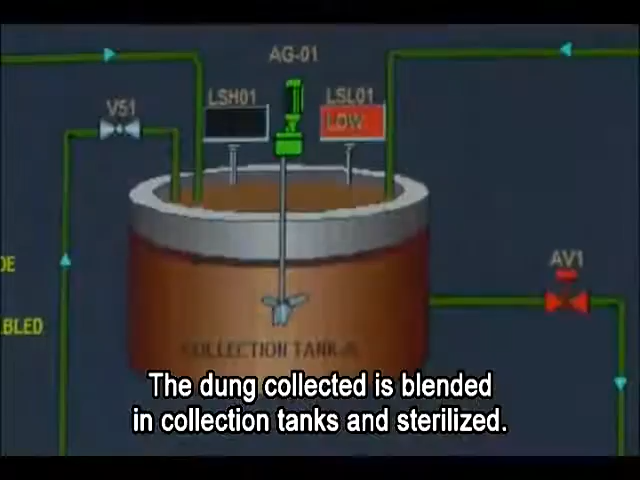 AG-01
LSH01
LSL01
V51
LOW
AV1
COLLECTION TANK-A
The dung collected is blended
in collection tanks and sterilized.